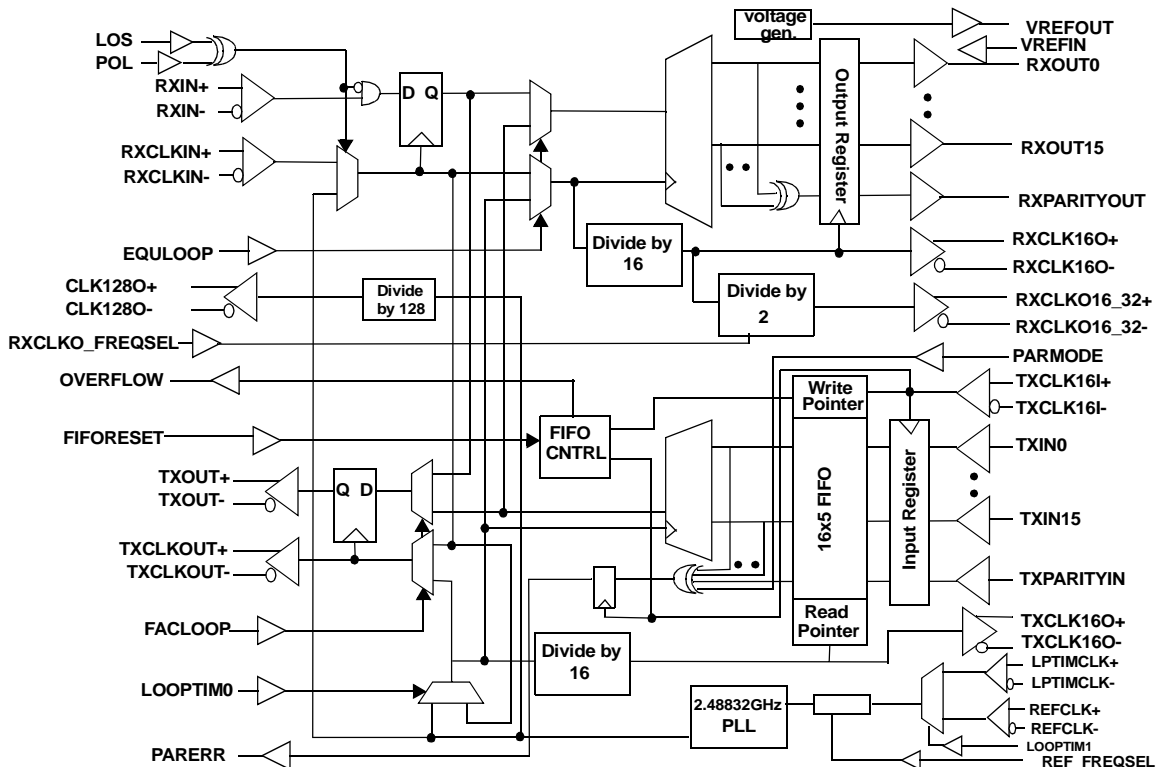 LOS
POL
RXIN+
RXIN-
RXCLKIN+
RXCLKIN-
EQULOOP
CLK128O+
CLK128O-
RXCLKO_FREQSEL
OVERFLOW
FIFORESET
TXOUT+
TXOUT-
TXCLKOUT+
TXCLKOUT-
FACLOOP
LOOPTIM0
PARERR
D Q
Q D
Divide
by 128
FIFO
CNTRL
Divide by
16
Divide by
16
Divide by
2
voltage
gen.
Output Register
Write
Pointer
16x5 FIFO
Read
Pointer
Input Register
2.48832GHz
PLL
VREFOUT
VREFIN
RXOUT0
RXOUT15
RXPARITYOUT
RXCLK16O+
RXCLK16O-
RXCLKO16_32+
RXCLKO16_32-
PARMODE
TXCLK16I+
TXCLK16I-
TXIN0
TXIN15
TXPARITYIN
TXCLK16O+
TXCLK16O-
LPTIMCLK+
LPTIMCLK-
REFCLK+
REFCLK-
LOOPTIM1
REF_FREQSEL